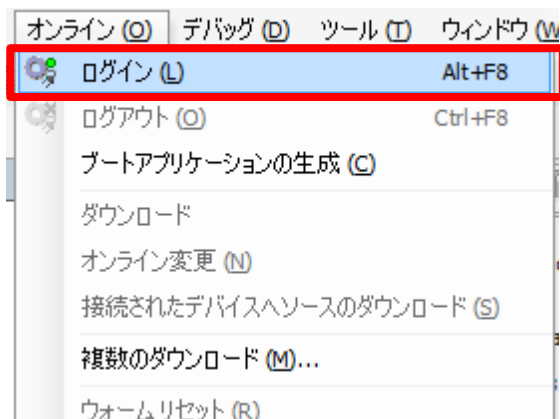 オンライン (O) デバッグ (D) ツール (T) ウィンドウ (W
ログイン (L) Alt+F8
ログアウト (O) Ctrl+F8
ブートアプリケーションの生成 (C)
ダウンロード
オンライン変更 (N)
接続されたデバイスへソースのダウンロード (S)
複数のダウンロード (M)...
ウォームリセット (R)